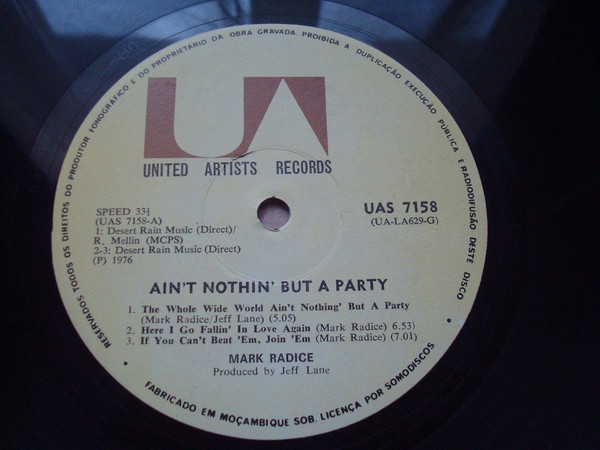 RESERVADOS TODOS OS DIREITOS DO PRODUTOR FONOGRÁFICO E DO PROPRIETÁRIO DA OBRA GRAVADA. PROIBIDA A DUPLICAÇÃO EXECUÇÃO PÚBLICA E RADIODIFUSÃO DESTE DISCO
UA
UNITED ARTISTS RECORDS
SPEED 33⅓
(UAS 7158-A)
1; Desert Rain Music (Direct)/
R. Mellin (MCPS)
2-3: Desert Rain Music (Direct)
(P) 1976
UAS 7158
(UA-LA629-G)
AIN'T NOTHIN' BUT A PARTY
1. The Whole Wide World Ain't Nothing' But A Party
(Mark Radice/Jeff Lane) (5.05)
2. Here I Go Fallin' In Love Again (Mark Radice) 6.53)
3. If You Can't Beat 'Em, Join 'Em (Mark Radice) (7.01)
MARK RADICE
Produced by Jeff Lane
FABRICADO EM MOÇAMBIQUE SOB. LICENÇA POR SOMODISCOS